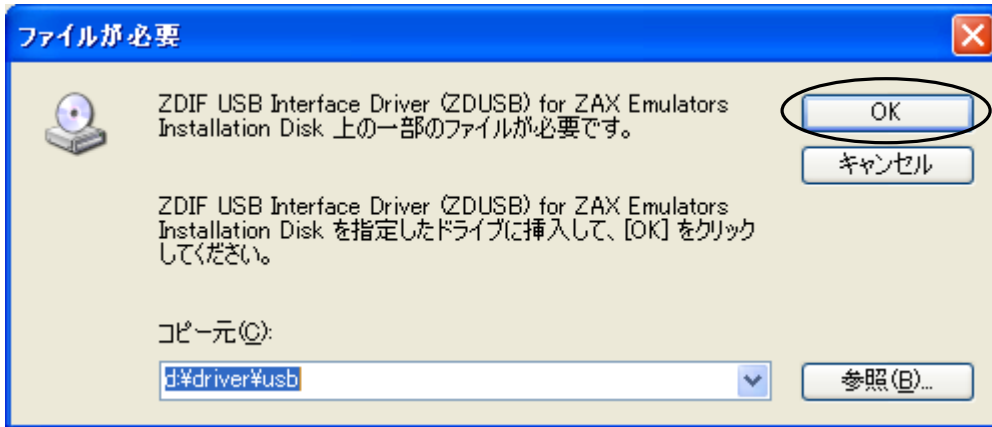 ファイルが必要
ZDIF USB Interface Driver (ZDUSB) for ZAX Emulators
Installation Disk 上の一部のファイルが必要です。
OK
キャンセル
ZDIF USB Interface Driver (ZDUSB) for ZAX Emulators
Installation Disk を指定したドライブに挿入して、[OK] をクリック
してください。
コピー元(C):
d:¥driver¥usb
参照(B)...